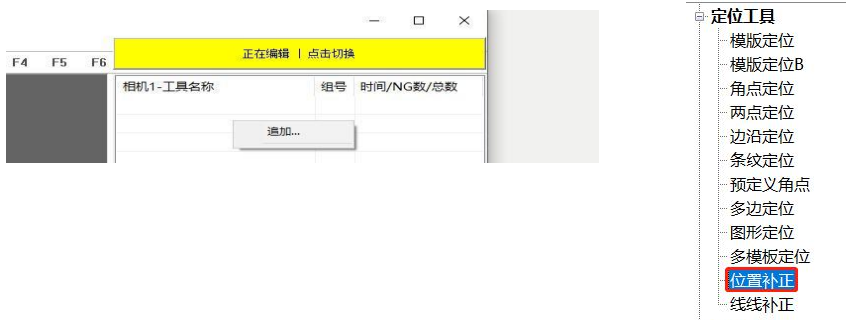 正在编辑 | 点击切换
F4 F5 F6
相机1-工具名称 组号 时间/NG数/总数
追加...
定位工具
模版定位
模版定位B
角点定位
两点定位
边沿定位
条纹定位
预定义角点
多边定位
图形定位
多模板定位
位置补正
线线补正